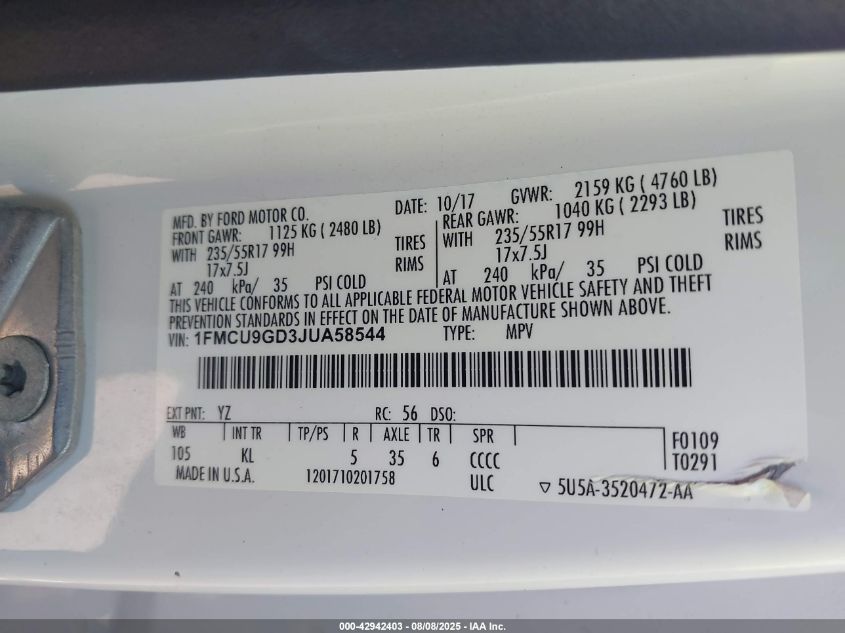 MFD. BY FORD MOTOR CO. DATE: 10/17 GVWR: 2159 KG ( 4760 LB)
FRONT GAWR: 1125 KG ( 2480 LB) REAR GAWR: 1040 KG ( 2293 LB)
WITH 235/55R17 99H TIRES WITH 235/55R17 99H TIRES
17x7.5J RIMS 17x7.5J RIMS
AT 240 kPa/ 35 PSI COLD AT 240 kPa/ 35 PSI COLD
THIS VEHICLE CONFORMS TO ALL APPLICABLE FEDERAL MOTOR VEHICLE SAFETY AND THEFT
PREVENTION STANDARDS IN EFFECT ON THE DATE OF MANUFACTURE SHOWN ABOVE.
VIN: 1FMCU9GD3JUA58544 TYPE: MPV
EXT PNT: YZ RC: 56 DSO:
WB INT TR TP/PS R AXLE TR SPR F0109
105 KL 5 35 6 CCCC T0291
MADE IN U.S.A. 1201710201758 ULC ▽ 5U5A-3520472-AA
000-42942403 - 08/08/2025 - IAA Inc.